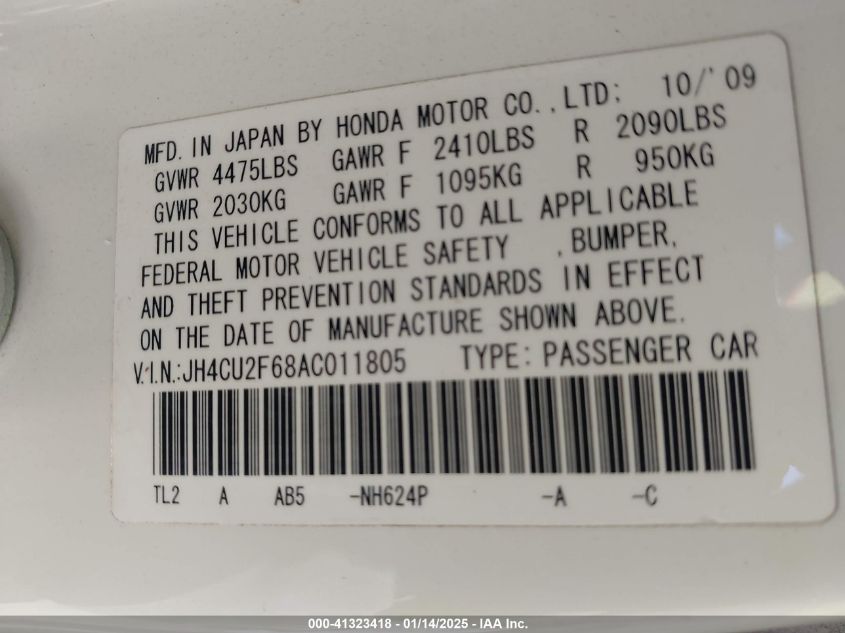 MFD. IN JAPAN BY HONDA MOTOR CO., LTD; 10/'09
GVWR 4475LBS GAWR F 2410LBS R 2090LBS
GVWR 2030KG GAWR F 1095KG R 950KG
THIS VEHICLE CONFORMS TO ALL APPLICABLE
FEDERAL MOTOR VEHICLE SAFETY , BUMPER,
AND THEFT PREVENTION STANDARDS IN EFFECT
ON THE DATE OF MANUFACTURE SHOWN ABOVE.
V.I.N.:JH4CU2F68AC011805 TYPE: PASSENGER CAR
TL2 A AB5 -NH624P -A -C
000-41323418 - 01/14/2025 - IAA Inc.